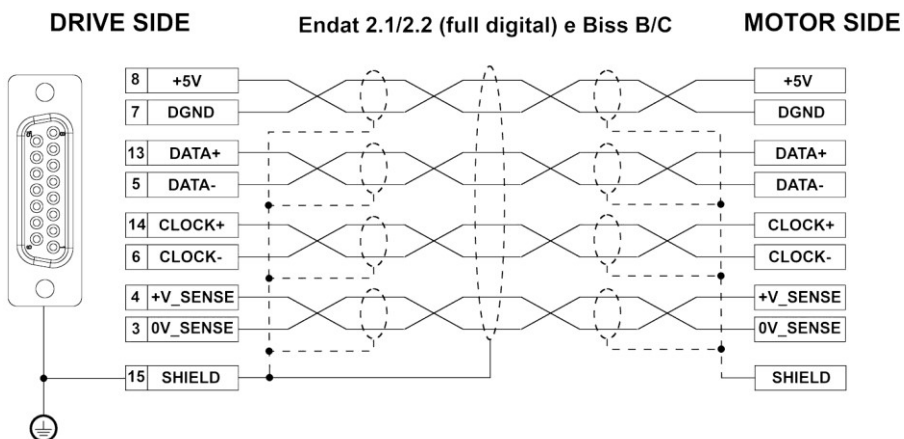 DRIVE SIDE Endat 2.1/2.2 (full digital) e Biss B/C MOTOR SIDE
8 +5V +5V
7 DGND DGND
13 DATA+ DATA+
5 DATA- DATA-
14 CLOCK+ CLOCK+
6 CLOCK- CLOCK-
4 +V_SENSE +V_SENSE
3 0V_SENSE 0V_SENSE
15 SHIELD SHIELD